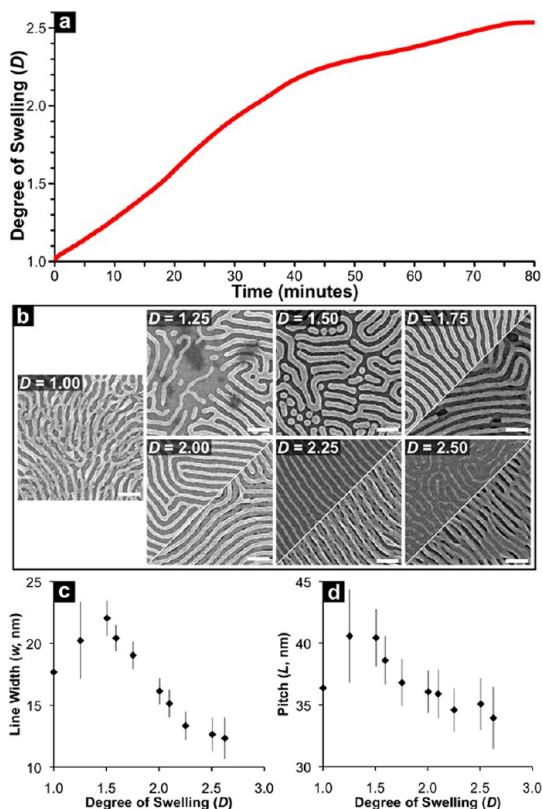 a
Degree of Swelling (D)
2.5
2.0
1.5
1.0
0 10 20 30 40 50 60 70 80
Time (minutes)
b
D = 1.00
D = 1.25
D = 1.50
D = 1.75
D = 2.00
D = 2.25
D = 2.50
c
Line Width (w, nm)
25
20
15
10
1.0 1.5 2.0 2.5 3.0
Degree of Swelling (D)
d
Pitch (L, nm)
45
40
35
30
1.0 1.5 2.0 2.5 3.0
Degree of Swelling (D)